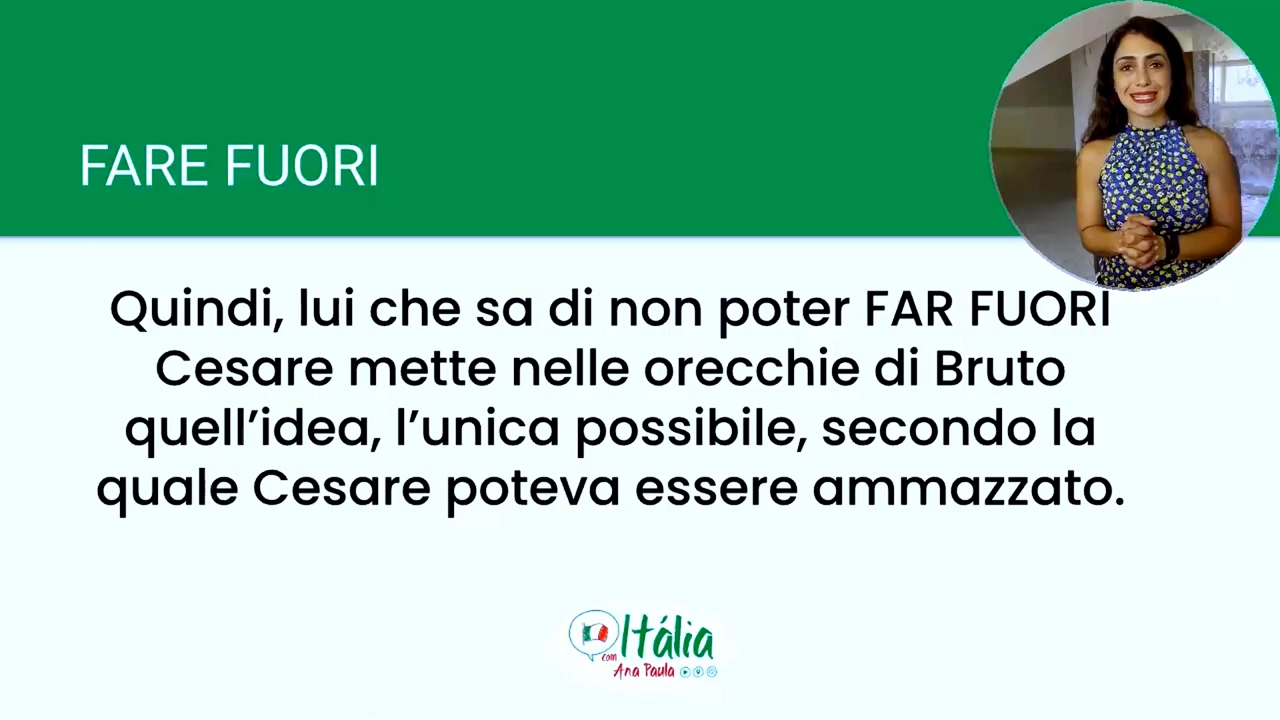 FARE FUORI
Quindi, lui che sa di non poter FAR FUORI
Cesare mette nelle orecchie di Bruto
quell’idea, l’unica possibile, secondo la
quale Cesare poteva essere ammazzato.
Itália
com
Ana Paula